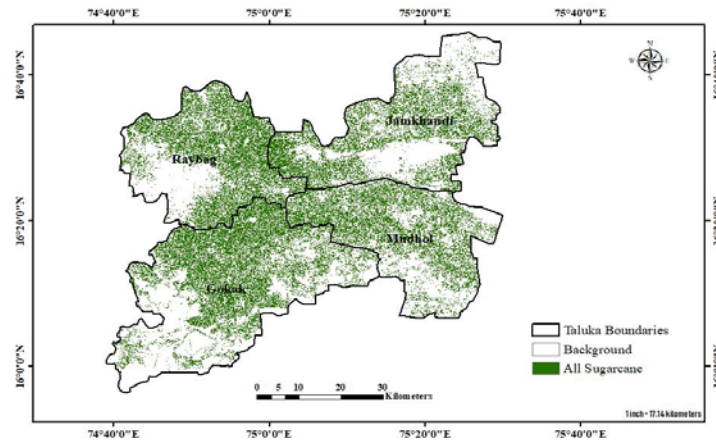 74°40'0"E 75°0'0"E 75°20'0"E 75°40'0"E
N
W E
S
16°40'0"N
Jamkhandi
Raybag
16°20'0"N
Mudhol
Gokak
Taluka Boundaries
Background
All Sugarcane
16°0'0"N
0 5 10 20 30
Kilometers
1 inch = 17.14 kilometers
74°40'0"E 75°0'0"E 75°20'0"E 75°40'0"E